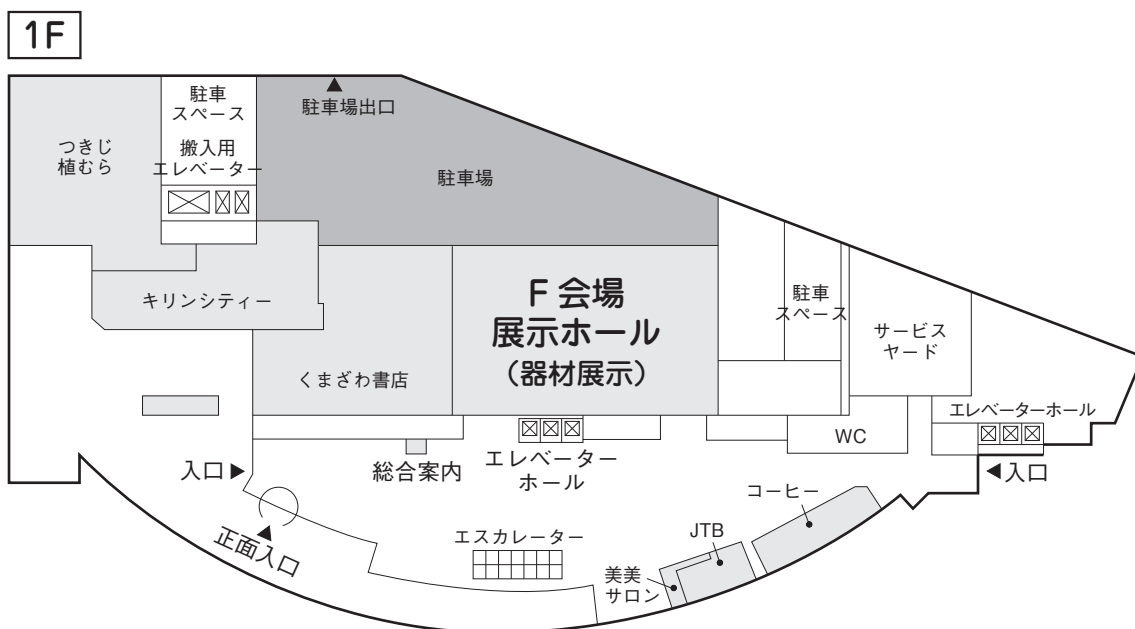 1F
駐車
スペース
駐車場出口
つきじ
植むら
搬入用
エレベーター
駐車場
キリンシティー
F 会場
展示ホール
(器材展示)
駐車
スペース
サービス
ヤード
くまざわ書店
エレベーターホール
WC
入口
総合案内
エレベーター
ホール
入口
コーヒー
正面入口
エスカレーター
JTB
美美
サロン